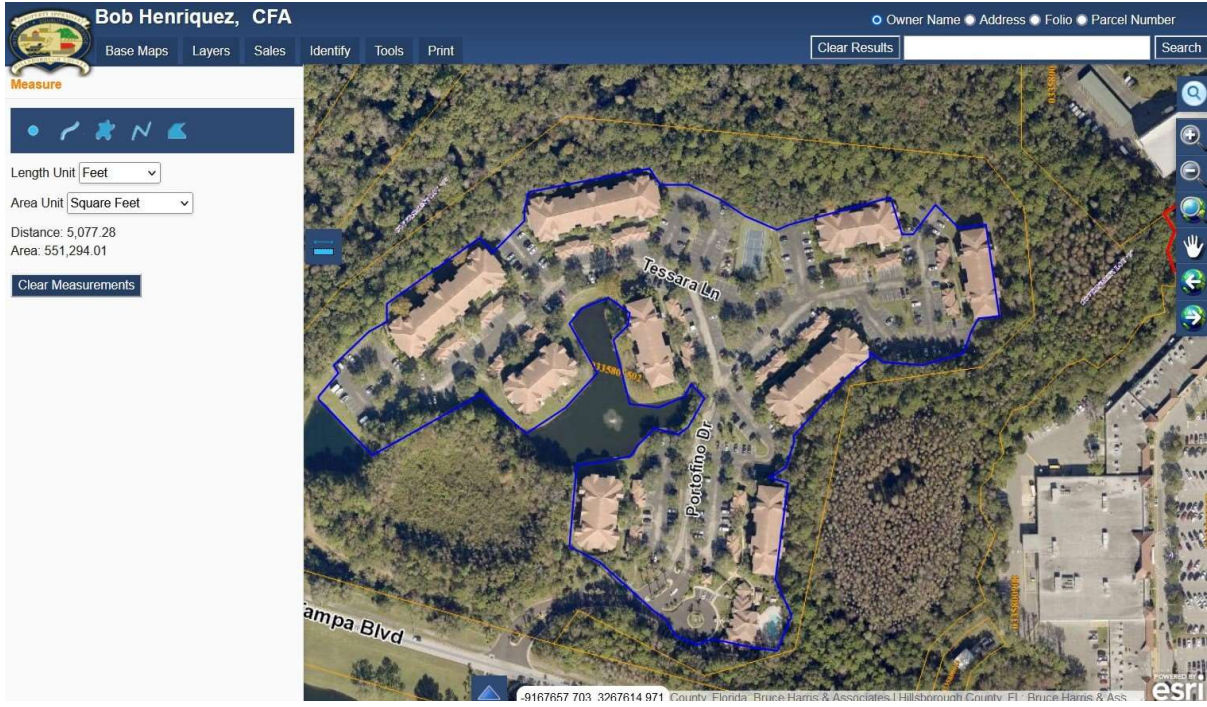 Bob Henriquez, CFA
Owner Name Address Folio Parcel Number
Base Maps Layers Sales Identify Tools Print
Clear Results Search
Measure
Length Unit Feet
Area Unit Square Feet
Distance: 5,077.28
Area: 551,294.01
Clear Measurements
Tessara Ln
Portofino Dr
ampa Blvd
-9167657.703, 3267614.971 County, Florida, Bruce Harris & Associates | Hillsborough County, FL; Bruce Harris & Ass
POWERED BY
esri